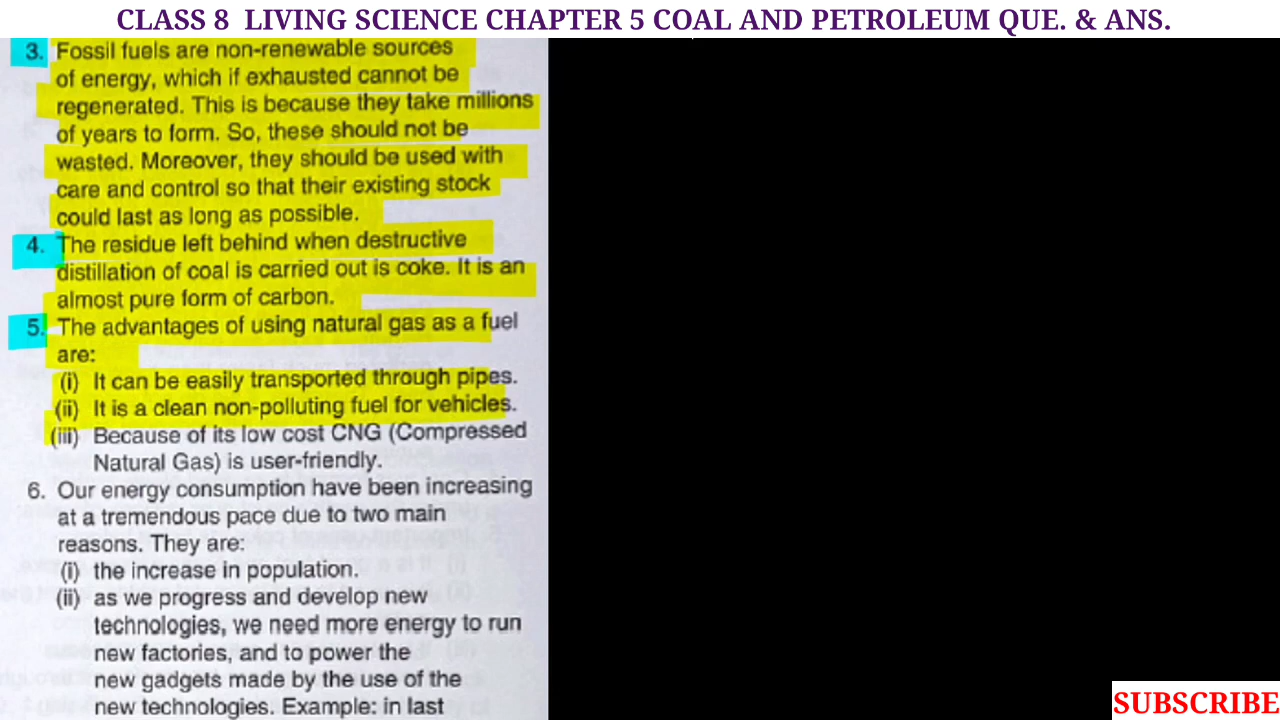 CLASS 8 LIVING SCIENCE CHAPTER 5 COAL AND PETROLEUM QUE. & ANS.
3. Fossil fuels are non-renewable sources
of energy, which if exhausted cannot be
regenerated. This is because they take millions
of years to form. So, these should not be
wasted. Moreover, they should be used with
care and control so that their existing stock
could last as long as possible.
4. The residue left behind when destructive
distillation of coal is carried out is coke. It is an
almost pure form of carbon.
5. The advantages of using natural gas as a fuel
are:
(i) It can be easily transported through pipes.
(ii) It is a clean non-polluting fuel for vehicles.
(iii) Because of its low cost CNG (Compressed
Natural Gas) is user-friendly.
6. Our energy consumption have been increasing
at a tremendous pace due to two main
reasons. They are:
(i) the increase in population.
(ii) as we progress and develop new
technologies, we need more energy to run
new factories, and to power the
new gadgets made by the use of the
new technologies. Example: in last
SUBSCRIBE